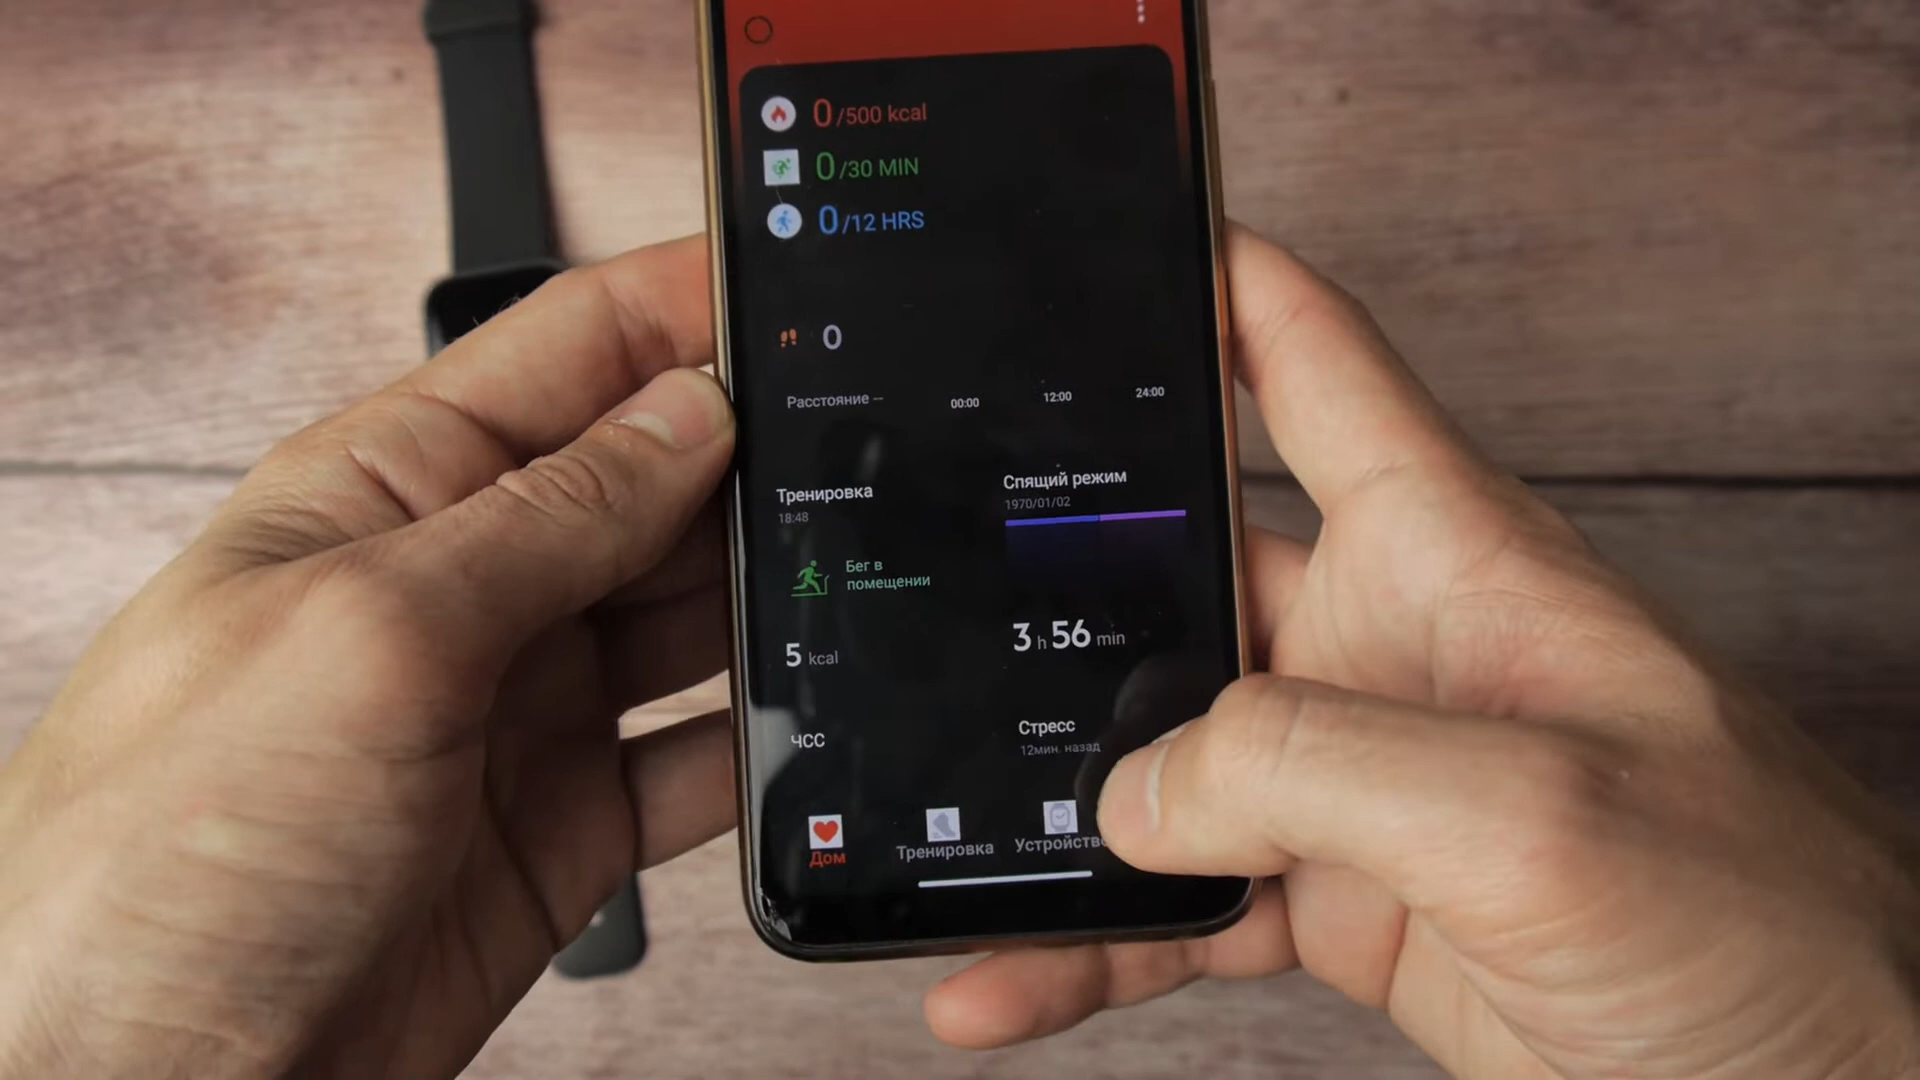 0/500 kcal
0/30 MIN
0/12 HRS
0
Расстояние --
00:00 12:00 24:00
Тренировка
18:48
Бег в
помещении
5 kcal
Спящий режим
1970/01/02
3 h 56 min
ЧСС
Стресс
12мин. назад
Дом
Тренировка
Устройство